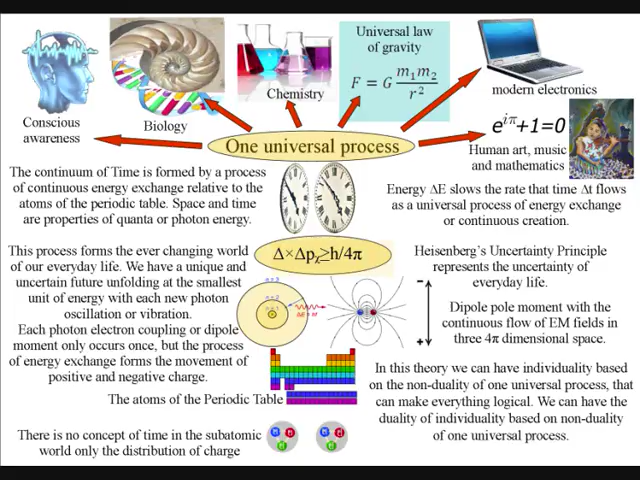 Universal law
of gravity
F = G m₁m₂ / r²
Chemistry
modern electronics
Conscious
awareness
Biology
e^iπ+1=0
One universal process
Human art, music
and mathematics
The continuum of Time is formed by a process
of continuous energy exchange relative to the
atoms of the periodic table. Space and time
are properties of quanta or photon energy.
Energy ΔE slows the rate that time Δt flows
as a universal process of energy exchange
or continuous creation.
Δ×Δpₓ≥h/4π
This process forms the ever changing world
of our everyday life. We have a unique and
uncertain future unfolding at the smallest
unit of energy with each new photon
oscillation or vibration.
Each photon electron coupling or dipole
moment only occurs once, but the process
of energy exchange forms the movement of
positive and negative charge.
Heisenberg's Uncertainty Principle
represents the uncertainty of
everyday life.
-
+
Dipole pole moment with the
continuous flow of EM fields in
three 4π dimensional space.
The atoms of the Periodic Table
In this theory we can have individuality based
on the non-duality of one universal process, that
can make everything logical. We can have the
duality of individuality based on non-duality
of one universal process.
There is no concept of time in the subatomic
world only the distribution of charge